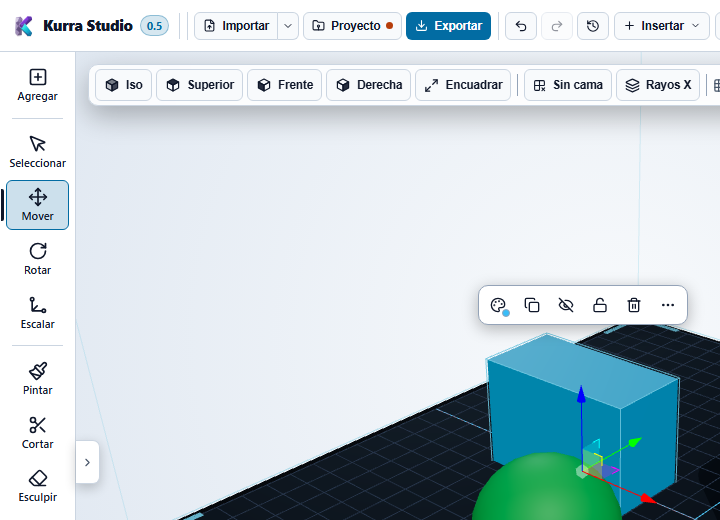 Kurra Studio 0.5 Importar Proyecto Exportar Insertar
Iso Superior Frente Derecha Encuadrar Sin cama Rayos X
Agregar
Seleccionar
Mover
Rotar
Escalar
Pintar
Cortar
Esculpir